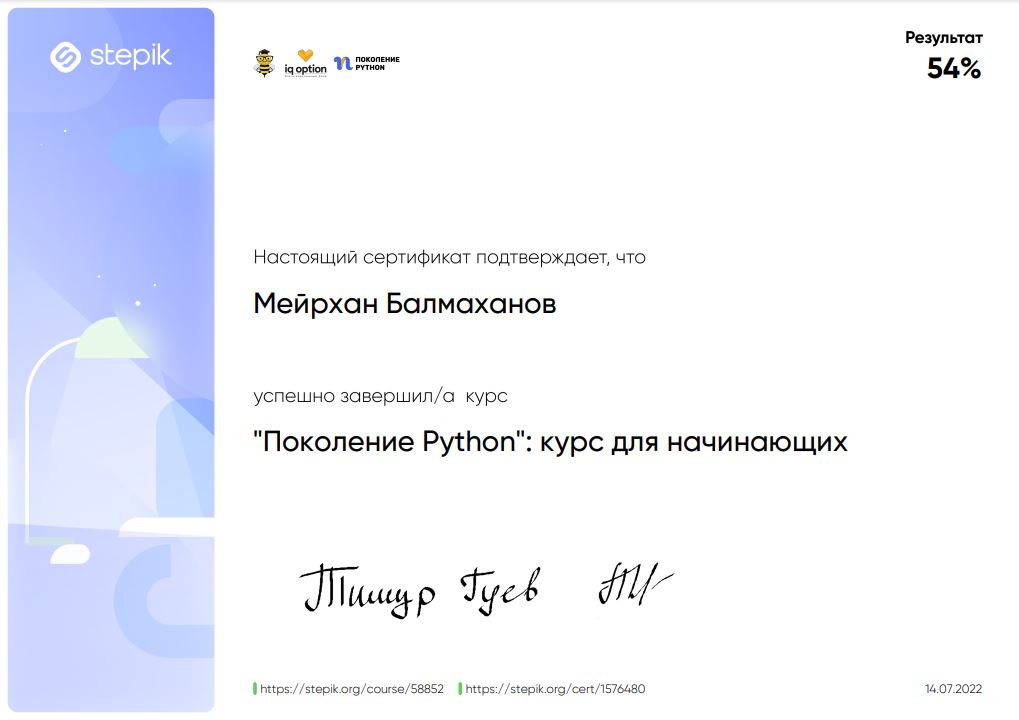 stepik
iq option
ПОКОЛЕНИЕ
PYTHON
Результат
54%
Настоящий сертификат подтверждает, что
Мейрхан Балмаханов
успешно завершил/а  курс
"Поколение Python": курс для начинающих
Тимур Гуев
https://stepik.org/course/58852
https://stepik.org/cert/1576480
14.07.2022